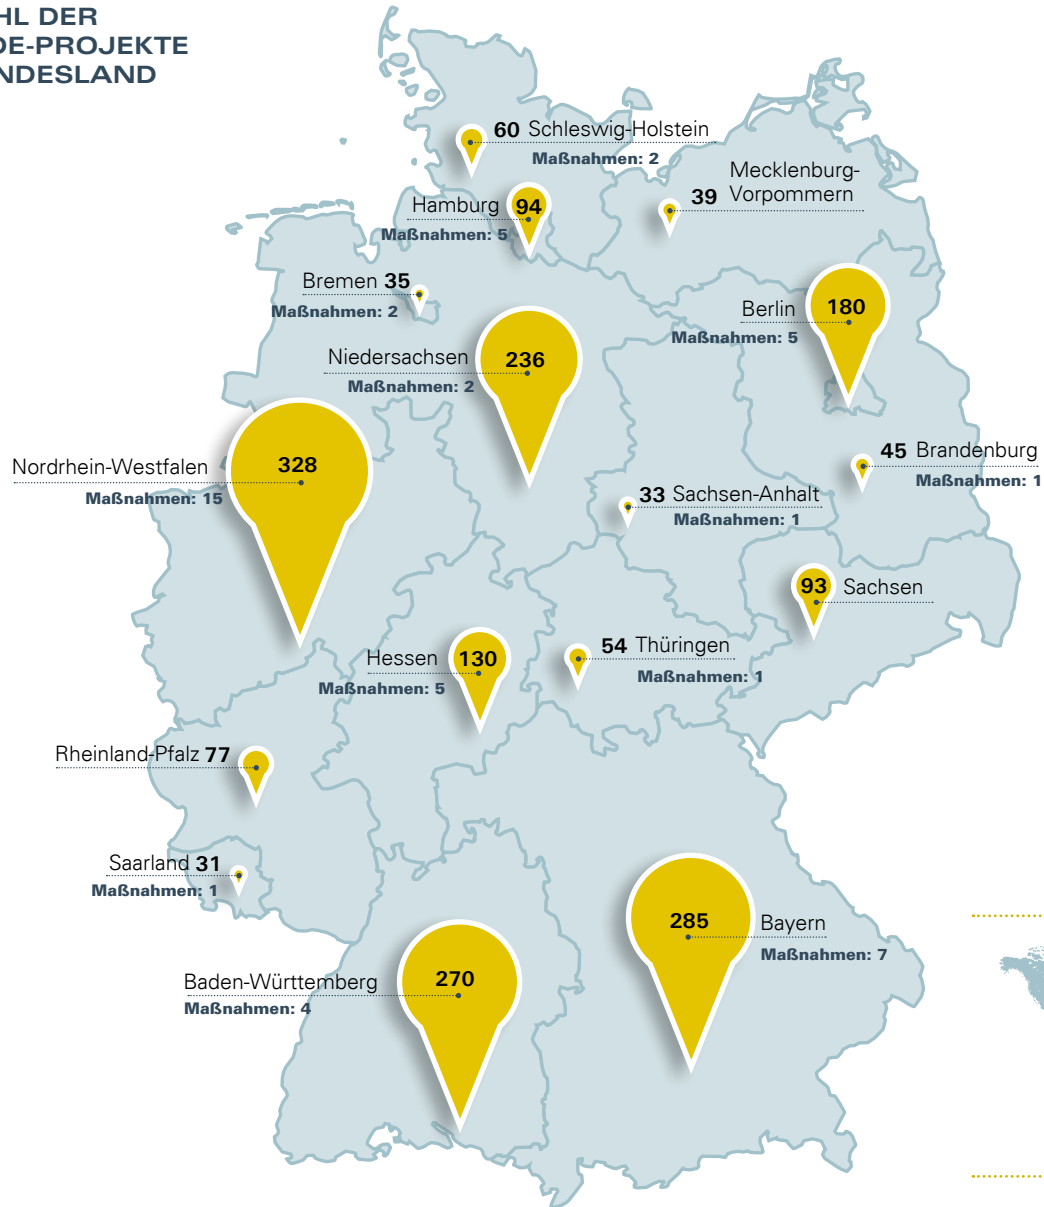 HL DER
DE-PROJEKTE
NDESLAND
60 Schleswig-Holstein
Maßnahmen: 2
Mecklenburg-
39 Vorpommern
Hamburg 94
Maßnahmen: 5
Bremen 35
Maßnahmen: 2
Berlin 180
Maßnahmen: 5
Niedersachsen 236
Maßnahmen: 2
Nordrhein-Westfalen 328
Maßnahmen: 15
45 Brandenburg
Maßnahmen: 1
33 Sachsen-Anhalt
Maßnahmen: 1
93 Sachsen
54 Thüringen
Maßnahmen: 1
Hessen 130
Maßnahmen: 5
Rheinland-Pfalz 77
Saarland 31
Maßnahmen: 1
285 Bayern
Maßnahmen: 7
Baden-Württemberg 270
Maßnahmen: 4